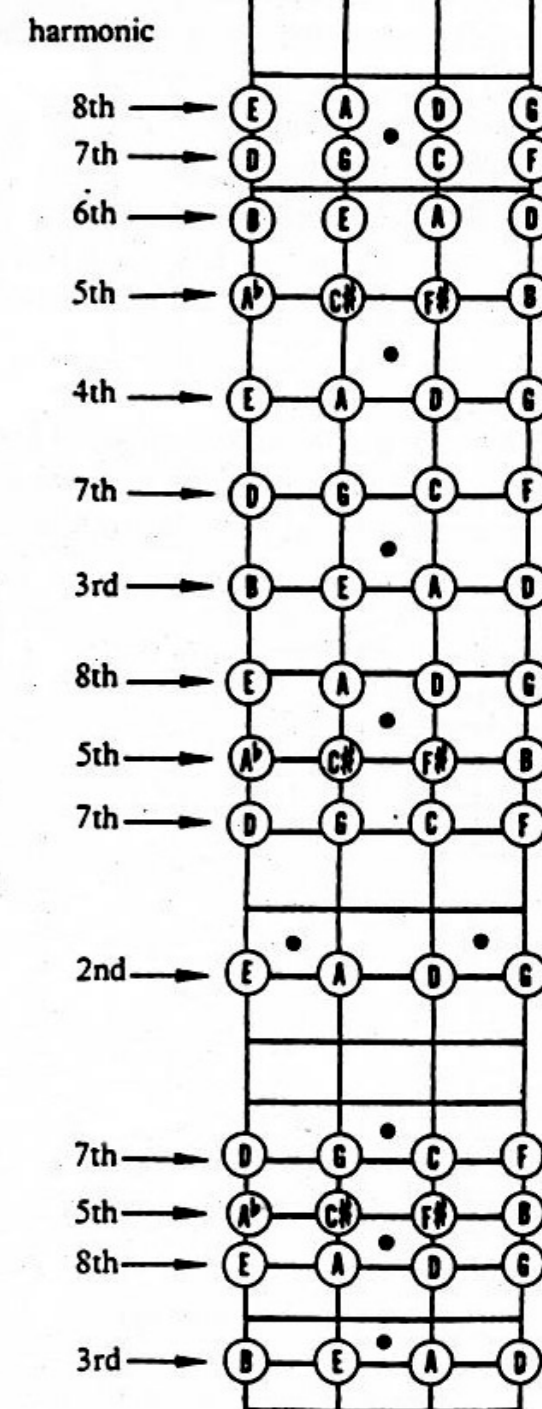 harmonic
8th E A D G
7th D G C F
6th B E A D
5th A♭ C# F# B
4th E A D G
7th D G C F
3rd B E A D
8th E A D G
5th A♭ C# F# B
7th D G C F
2nd E A D G
7th D G C F
5th A♭ C# F# B
8th E A D G
3rd B E A D